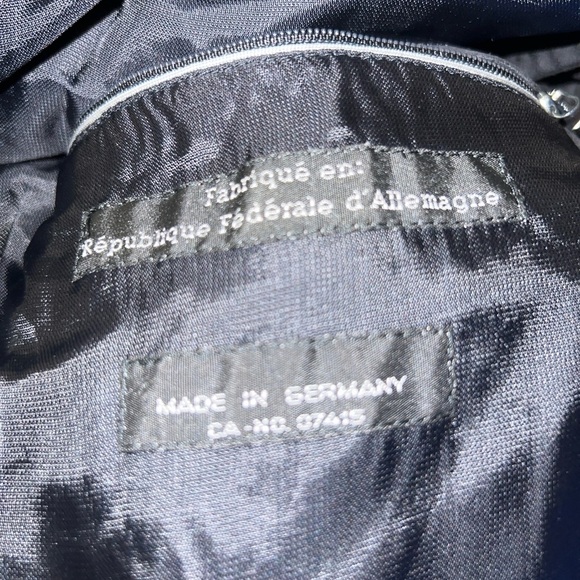 Fabriqué en:
République Fédérale d'Allemagne
MADE IN GERMANY
CA-NO. 07415